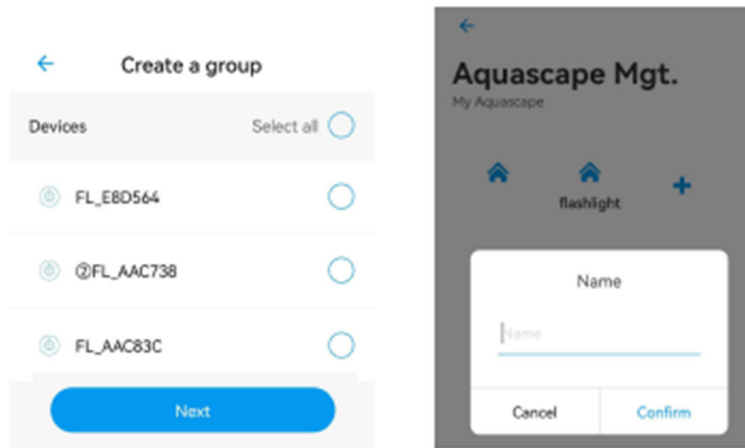 Create a group
Devices Select all
FL_E8D564
②FL_AAC738
FL_AAC83C
Next
Aquascape Mgt.
My Aquascape
flashlight
Name
Name
Cancel Confirm